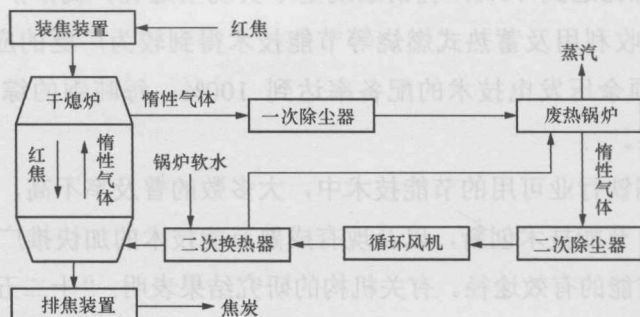 装焦装置
红焦
蒸汽
干熄炉
惰性气体
一次除尘器
废热锅炉
红焦
惰性气体
锅炉软水
惰性气体
二次换热器
循环风机
二次除尘器
排焦装置
焦炭